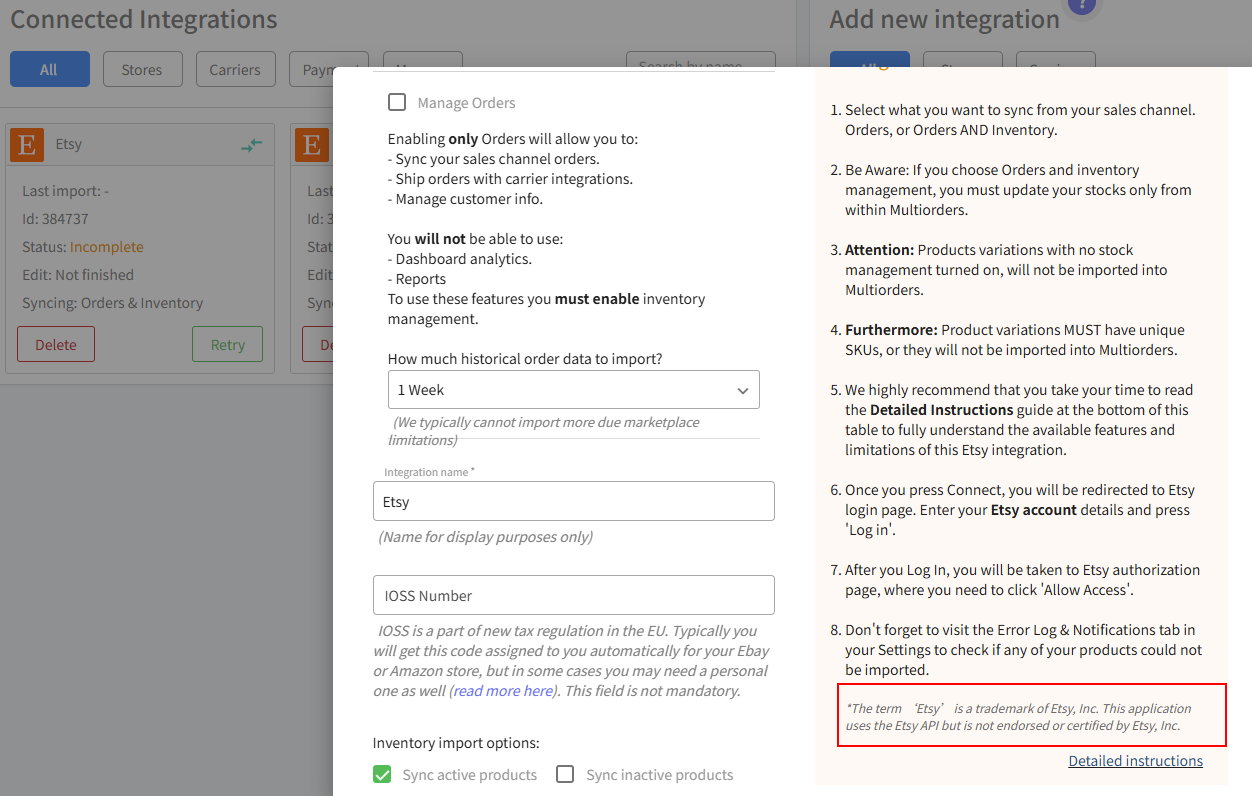 Connected Integrations
All
Stores
Carriers
Search by name
Etsy
Last import: -
Id: 384737
Status: Incomplete
Edit: Not finished
Syncing: Orders & Inventory
Delete
Retry
Add new integration
?
All
Manage Orders
Enabling only Orders will allow you to:
- Sync your sales channel orders.
- Ship orders with carrier integrations.
- Manage customer info.
You will not be able to use:
- Dashboard analytics.
- Reports
To use these features you must enable inventory
management.
How much historical order data to import?
1 Week
(We typically cannot import more due marketplace
limitations)
Integration name *
Etsy
(Name for display purposes only)
IOSS Number
IOSS is a part of new tax regulation in the EU. Typically you
will get this code assigned to you automatically for your Ebay
or Amazon store, but in some cases you may need a personal
one as well (read more here). This field is not mandatory.
Inventory import options:
Sync active products
Sync inactive products
1. Select what you want to sync from your sales channel.
Orders, or Orders AND Inventory.
2. Be Aware: If you choose Orders and inventory
management, you must update your stocks only from
within Multiorders.
3. Attention: Products variations with no stock
management turned on, will not be imported into
Multiorders.
4. Furthermore: Product variations MUST have unique
SKUs, or they will not be imported into Multiorders.
5. We highly recommend that you take your time to read
the Detailed Instructions guide at the bottom of this
table to fully understand the available features and
limitations of this Etsy integration.
6. Once you press Connect, you will be redirected to Etsy
login page. Enter your Etsy account details and press
'Log in'.
7. After you Log In, you will be taken to Etsy authorization
page, where you need to click 'Allow Access'.
8. Don't forget to visit the Error Log & Notifications tab in
your Settings to check if any of your products could not
be imported.
*The term ‘Etsy’ is a trademark of Etsy, Inc. This application
uses the Etsy API but is not endorsed or certified by Etsy, Inc.
Detailed instructions